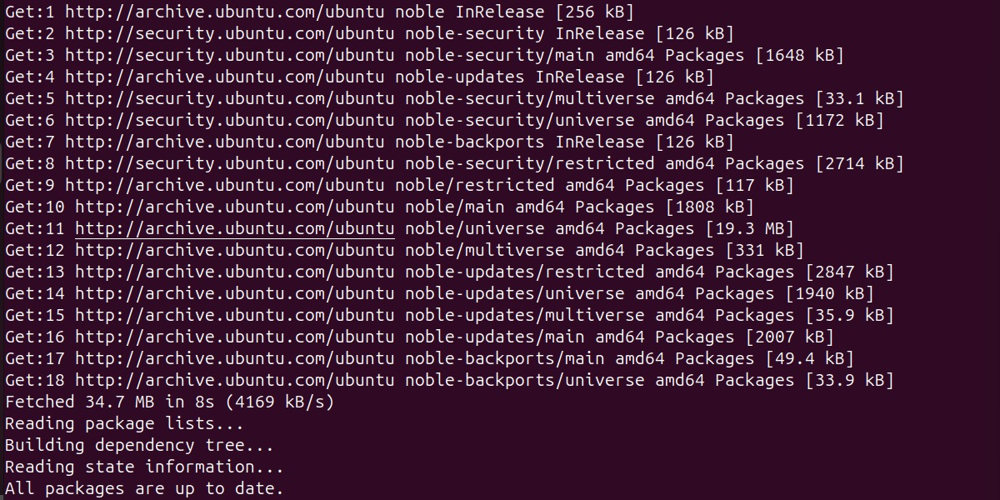 Get:1 http://archive.ubuntu.com/ubuntu noble InRelease [256 kB]
Get:2 http://security.ubuntu.com/ubuntu noble-security InRelease [126 kB]
Get:3 http://security.ubuntu.com/ubuntu noble-security/main amd64 Packages [1648 kB]
Get:4 http://archive.ubuntu.com/ubuntu noble-updates InRelease [126 kB]
Get:5 http://security.ubuntu.com/ubuntu noble-security/multiverse amd64 Packages [33.1 kB]
Get:6 http://security.ubuntu.com/ubuntu noble-security/universe amd64 Packages [1172 kB]
Get:7 http://archive.ubuntu.com/ubuntu noble-backports InRelease [126 kB]
Get:8 http://security.ubuntu.com/ubuntu noble-security/restricted amd64 Packages [2714 kB]
Get:9 http://archive.ubuntu.com/ubuntu noble/restricted amd64 Packages [117 kB]
Get:10 http://archive.ubuntu.com/ubuntu noble/main amd64 Packages [1808 kB]
Get:11 http://archive.ubuntu.com/ubuntu noble/universe amd64 Packages [19.3 MB]
Get:12 http://archive.ubuntu.com/ubuntu noble/multiverse amd64 Packages [331 kB]
Get:13 http://archive.ubuntu.com/ubuntu noble-updates/restricted amd64 Packages [2847 kB]
Get:14 http://archive.ubuntu.com/ubuntu noble-updates/universe amd64 Packages [1940 kB]
Get:15 http://archive.ubuntu.com/ubuntu noble-updates/multiverse amd64 Packages [35.9 kB]
Get:16 http://archive.ubuntu.com/ubuntu noble-updates/main amd64 Packages [2007 kB]
Get:17 http://archive.ubuntu.com/ubuntu noble-backports/main amd64 Packages [49.4 kB]
Get:18 http://archive.ubuntu.com/ubuntu noble-backports/universe amd64 Packages [33.9 kB]
Fetched 34.7 MB in 8s (4169 kB/s)
Reading package lists...
Building dependency tree...
Reading state information...
All packages are up to date.